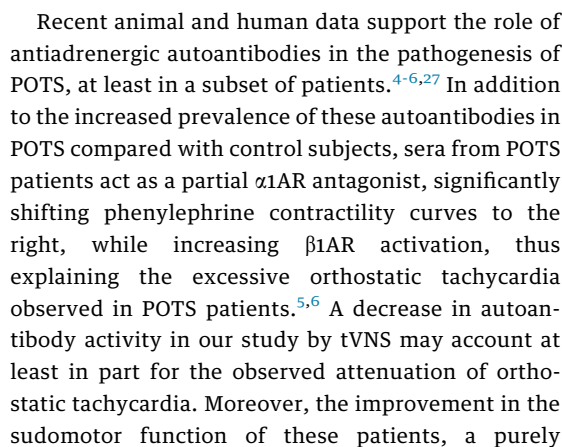 Recent animal and human data support the role of
antiadrenergic autoantibodies in the pathogenesis of
POTS, at least in a subset of patients.4-6,27 In addition
to the increased prevalence of these autoantibodies in
POTS compared with control subjects, sera from POTS
patients act as a partial α1AR antagonist, significantly
shifting phenylephrine contractility curves to the
right, while increasing β1AR activation, thus
explaining the excessive orthostatic tachycardia
observed in POTS patients.5,6 A decrease in autoan-
tibody activity in our study by tVNS may account at
least in part for the observed attenuation of ortho-
static tachycardia. Moreover, the improvement in the
sudomotor function of these patients, a purely